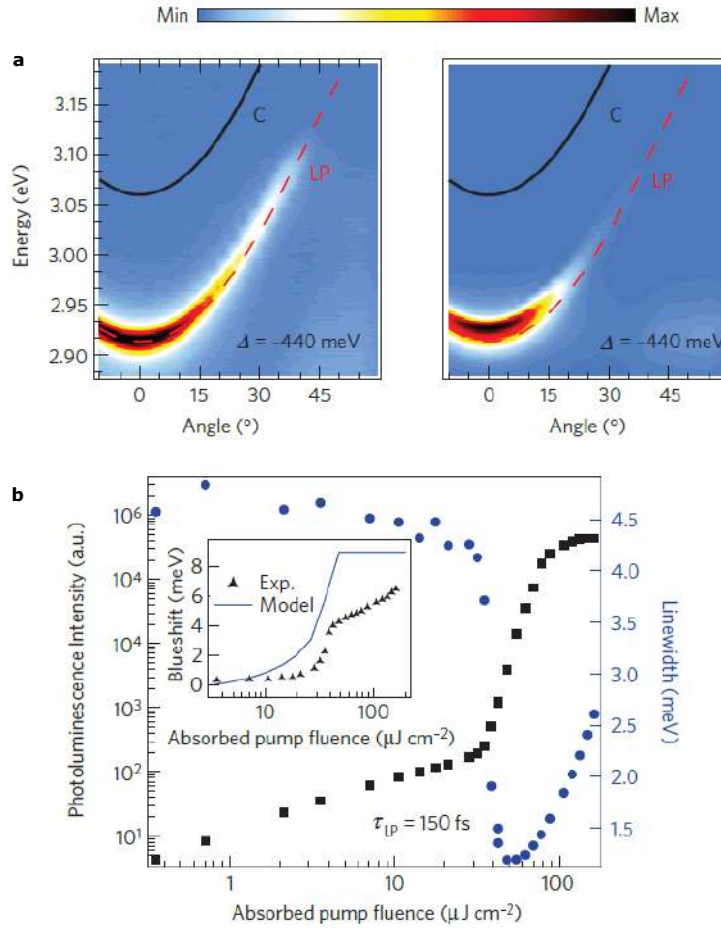 Min Max
a
Energy (eV)
3.15
3.10
3.05
3.00
2.95
2.90
C
LP
Δ = -440 meV
0 15 30 45
Angle (°)
C
LP
Δ = -440 meV
0 15 30 45
Angle (°)
b
Photoluminescence Intensity (a.u.)
10⁶
10⁵
10⁴
10³
10²
10¹
Blueshift (meV)
8
6
4
2
0
Exp.
Model
10 100
Absorbed pump fluence (μJ cm⁻²)
τLP = 150 fs
4.5
4.0
3.5
3.0
2.5
2.0
1.5
Linewidth (meV)
1 10 100
Absorbed pump fluence (μJ cm⁻²)